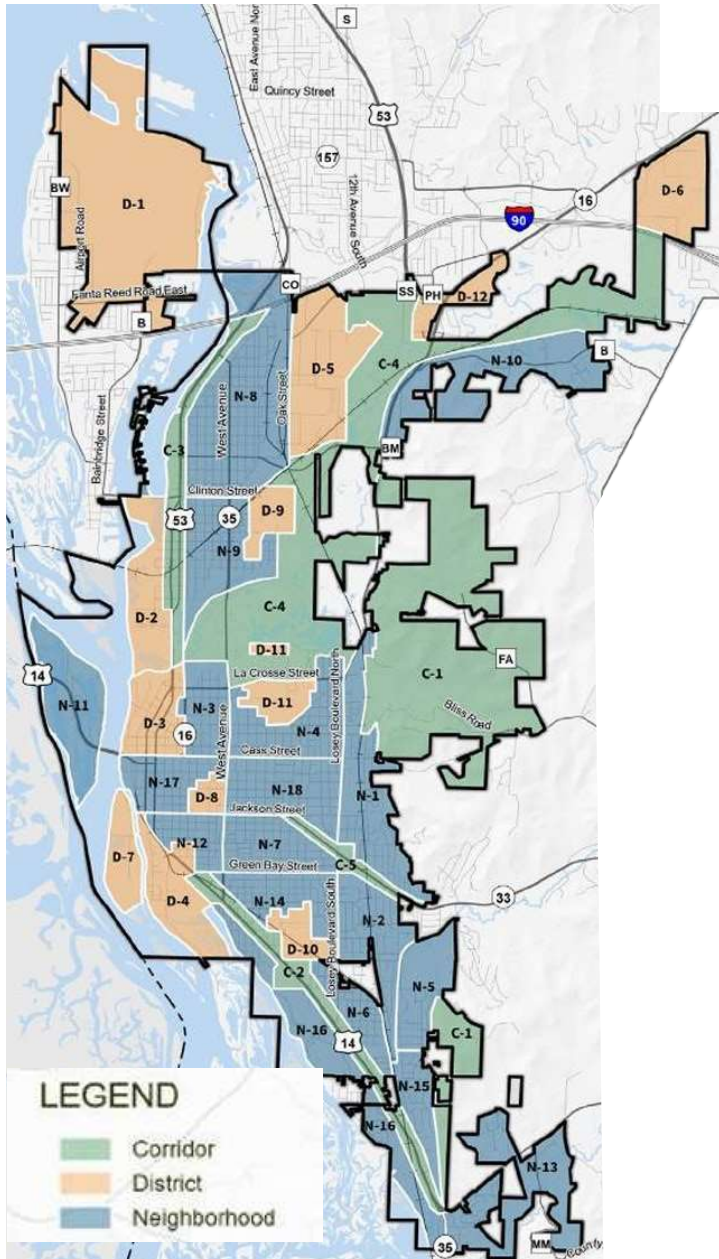 S
East Avenue Nor
Quincy Street
53
157
16
D-6
BW
D-1
90
Airport Road
12th Avenue South
CO
SS
PH
D-12
Fanta Reed Road East
B
D-5
C-4
N-10
B
N-8
West Avenue
Oak Street
Bainbridge Street
C-3
BM
Clinton Street
53
35
D-9
N-9
D-2
C-4
D-11
FA
La Crosse Street
C-1
14
N-11
Losey Boulevard North
D-11
Bliss Road
N-3
D-3
16
West Avenue
N-4
Cass Street
N-17
D-8
N-18
N-1
Jackson Street
N-12
N-7
D-7
Green Bay Street
C-5
33
D-4
N-14
Losey Boulevard South
N-2
D-10
C-2
N-5
N-6
N-16
14
C-1
N-15
N-16
N-13
35
MM
County
LEGEND
Corridor
District
Neighborhood